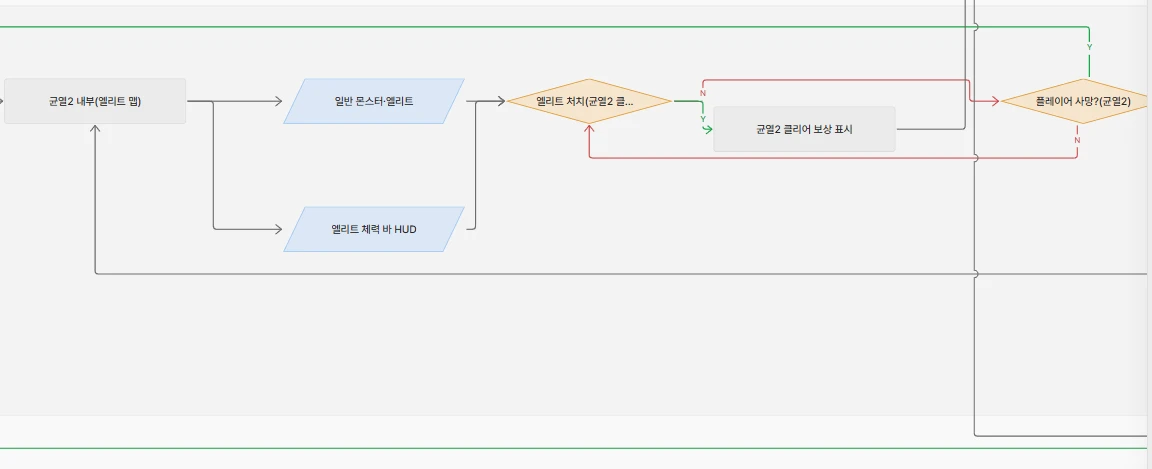 Y
균열2 내부(엘리트 맵)
일반 몬스터·엘리트
엘리트 처치(균열2 클...
N
Y
균열2 클리어 보상 표시
플레이어 사망?(균열2)
N
엘리트 체력 바 HUD